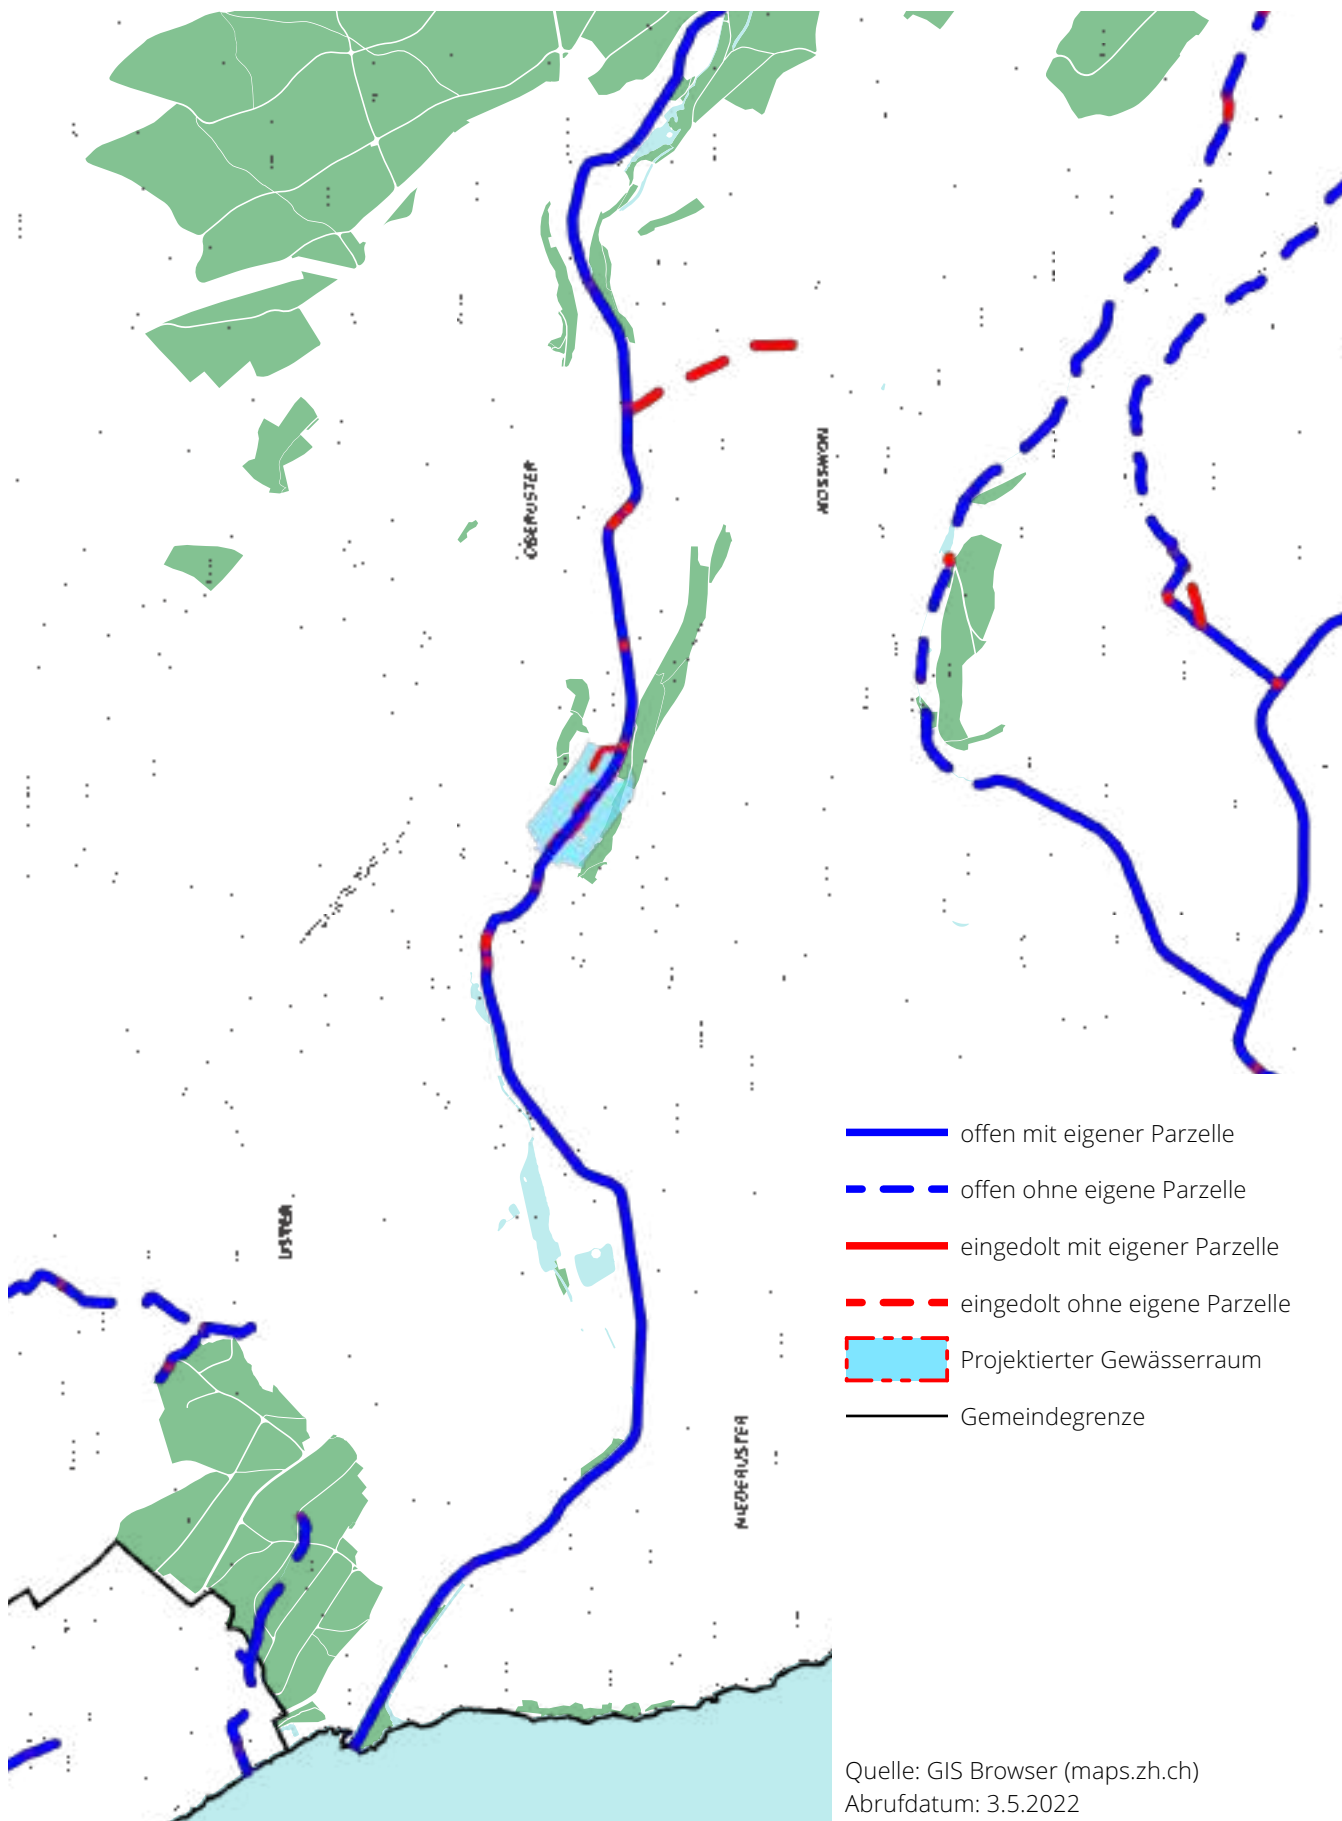 OBERUSTER
NOSSIKON
USTER
NIEDERUSTER
offen mit eigener Parzelle
offen ohne eigene Parzelle
eingedolt mit eigener Parzelle
eingedolt ohne eigene Parzelle
Projektierter Gewässerraum
Gemeindegrenze
Quelle: GIS Browser (maps.zh.ch)
Abrufdatum: 3.5.2022